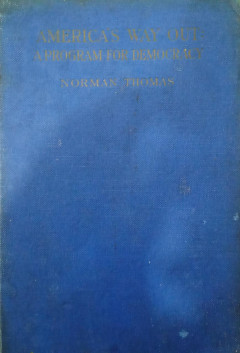 AMERICA'S WAY OUT
A PROGRAM FOR DEMOCRACY
NORMAN THOMAS